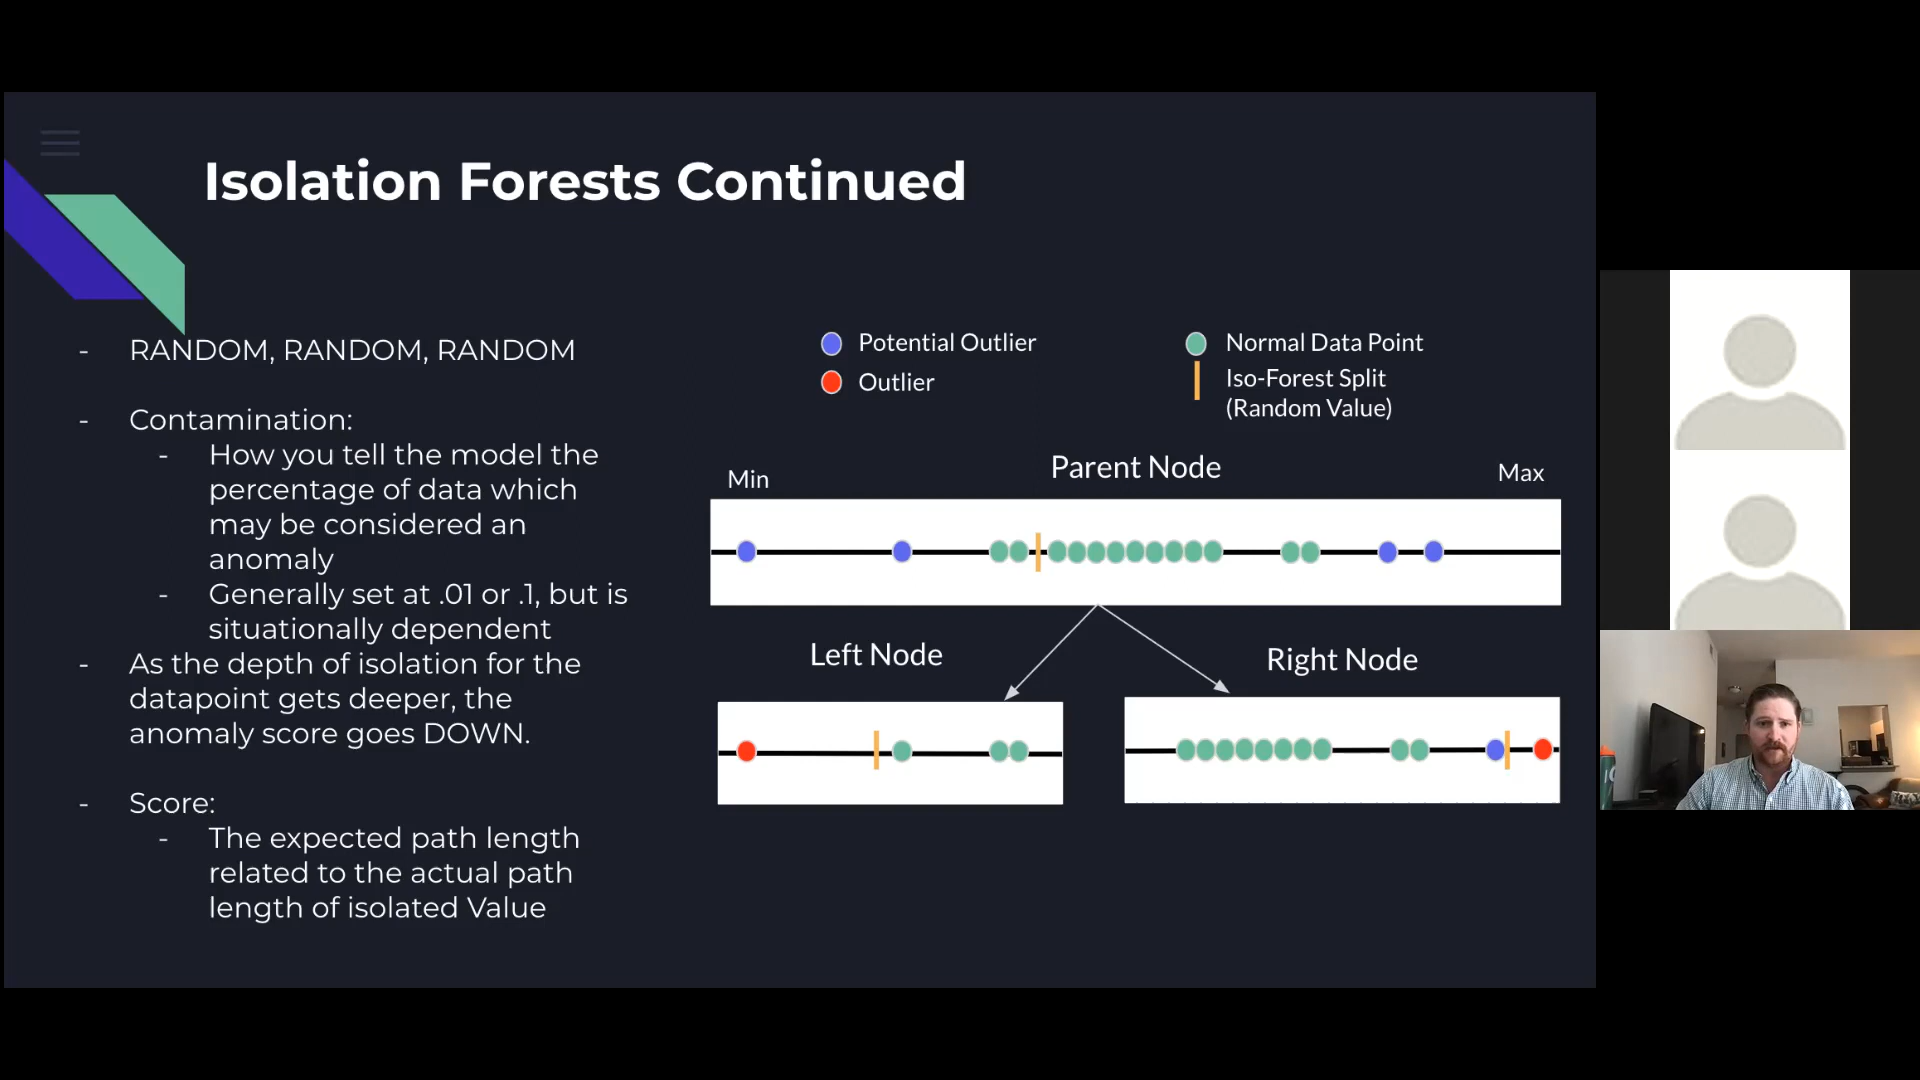 Isolation Forests Continued
- RANDOM, RANDOM, RANDOM
- Contamination:
- How you tell the model the
percentage of data which
may be considered an
anomaly
- Generally set at .01 or .1, but is
situationally dependent
- As the depth of isolation for the
datapoint gets deeper, the
anomaly score goes DOWN.
- Score:
- The expected path length
related to the actual path
length of isolated Value
Potential Outlier
Outlier
Normal Data Point
Iso-Forest Split
(Random Value)
Min
Parent Node
Max
Left Node
Right Node